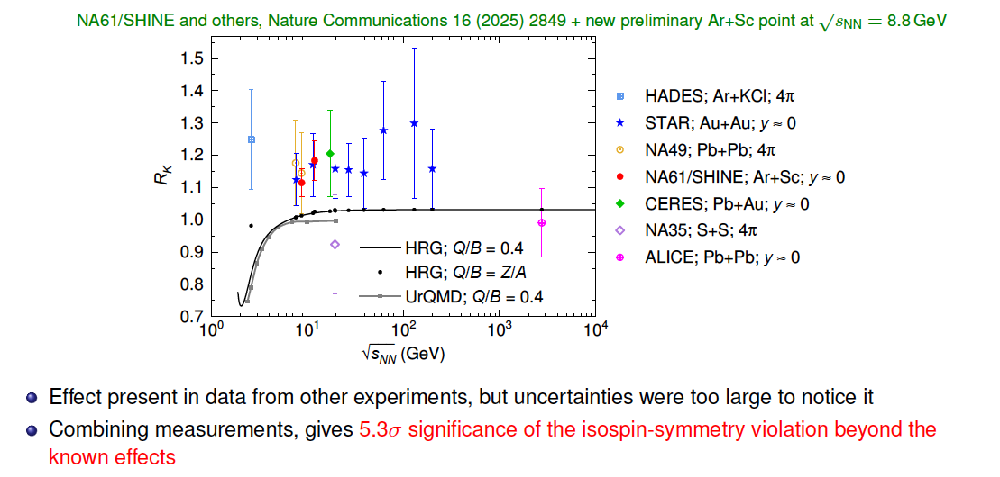 NA61/SHINE and others, Nature Communications 16 (2025) 2849 + new preliminary Ar+Sc point at √sNN = 8.8 GeV
1.5
1.4
1.3
1.2
1.1
1.0
0.9
0.8
0.7
RK
10⁰
10¹
10²
10³
10⁴
√sNN (GeV)
HRG; Q/B = 0.4
HRG; Q/B = Z/A
UrQMD; Q/B = 0.4
HADES; Ar+KCl; 4π
STAR; Au+Au; y ≈ 0
NA49; Pb+Pb; 4π
NA61/SHINE; Ar+Sc; y ≈ 0
CERES; Pb+Au; y ≈ 0
NA35; S+S; 4π
ALICE; Pb+Pb; y ≈ 0
Effect present in data from other experiments, but uncertainties were too large to notice it
Combining measurements, gives 5.3σ significance of the isospin-symmetry violation beyond the
known effects